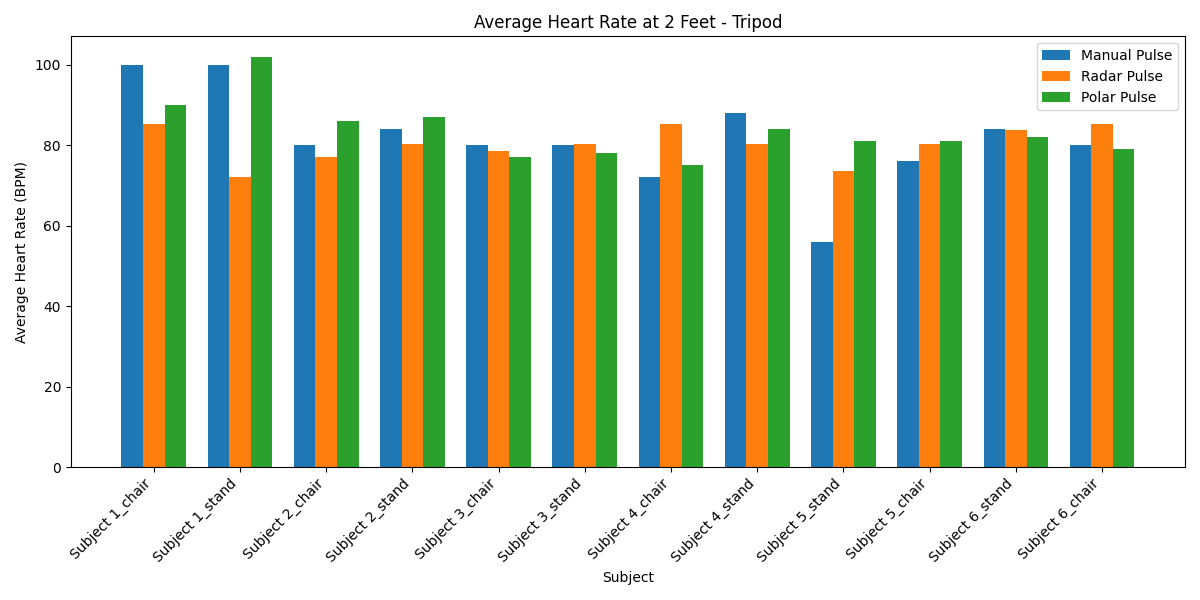 Average Heart Rate at 2 Feet - Tripod
Manual Pulse
Radar Pulse
Polar Pulse
Average Heart Rate (BPM)
100
80
60
40
20
0
Subject 1_chair
Subject 1_stand
Subject 2_chair
Subject 2_stand
Subject 3_chair
Subject 3_stand
Subject 4_chair
Subject 4_stand
Subject 5_stand
Subject 5_chair
Subject 6_stand
Subject 6_chair
Subject